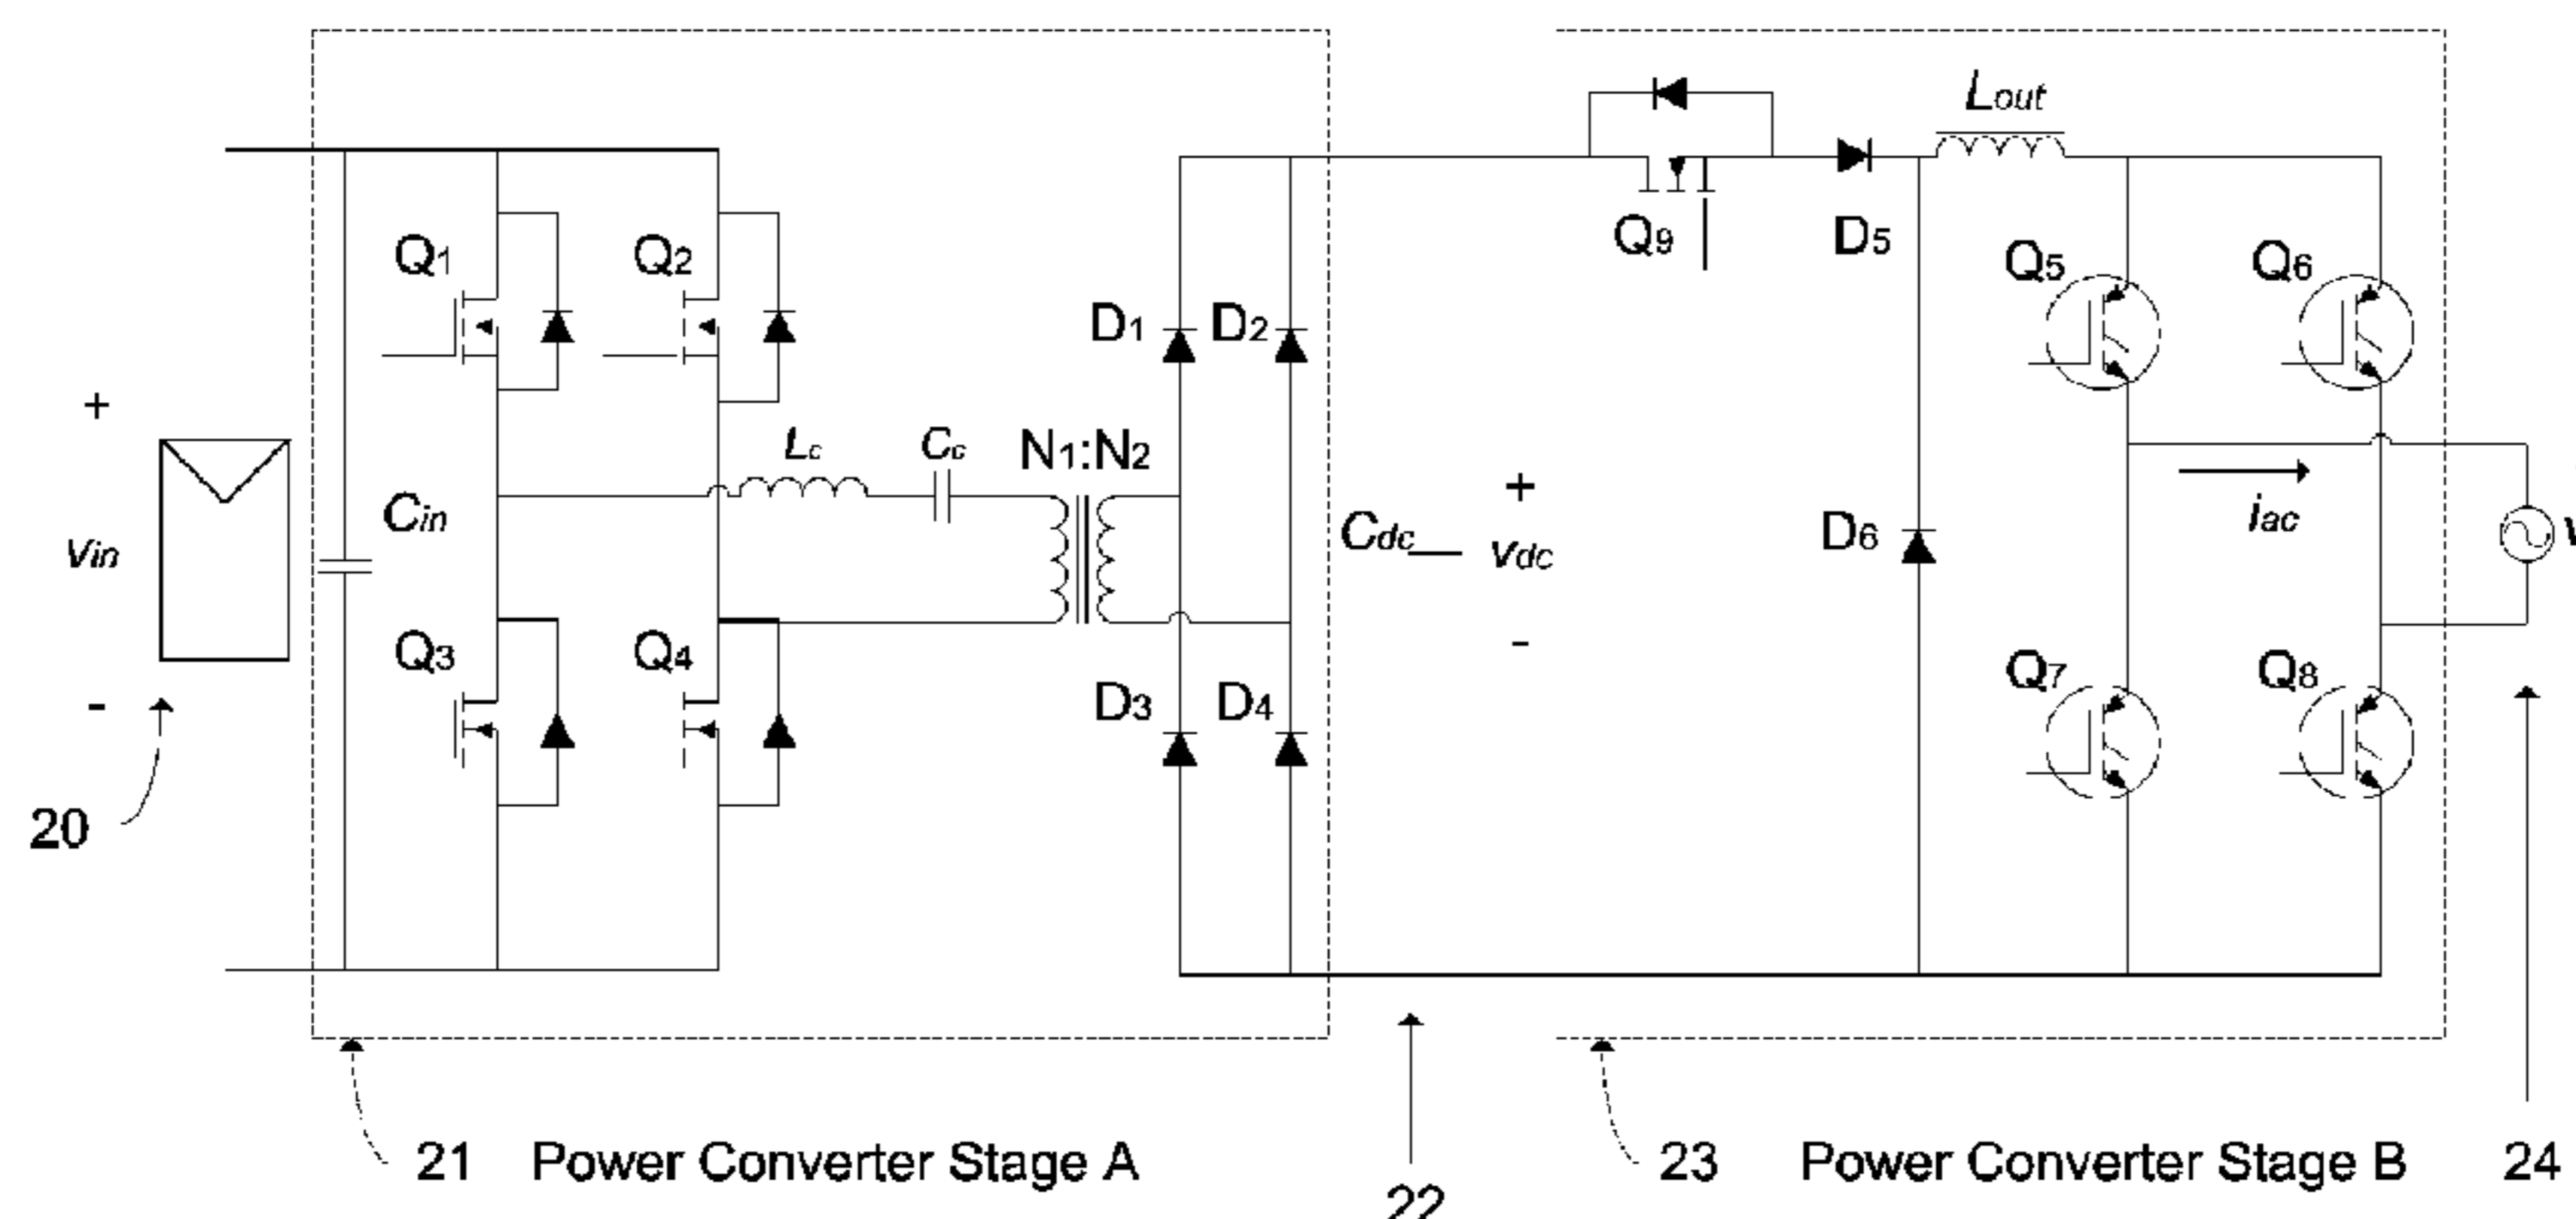 Lout
Q9
D5
Q1
Q2
Q5
Q6
D1
D2
+
Lc
Cc
N1:N2
+
Cin
Cdc
vdc
D6
iac
vin
v
-
Q3
Q4
Q7
Q8
-
D3
D4
20
21 Power Converter Stage A
23 Power Converter Stage B
24
22